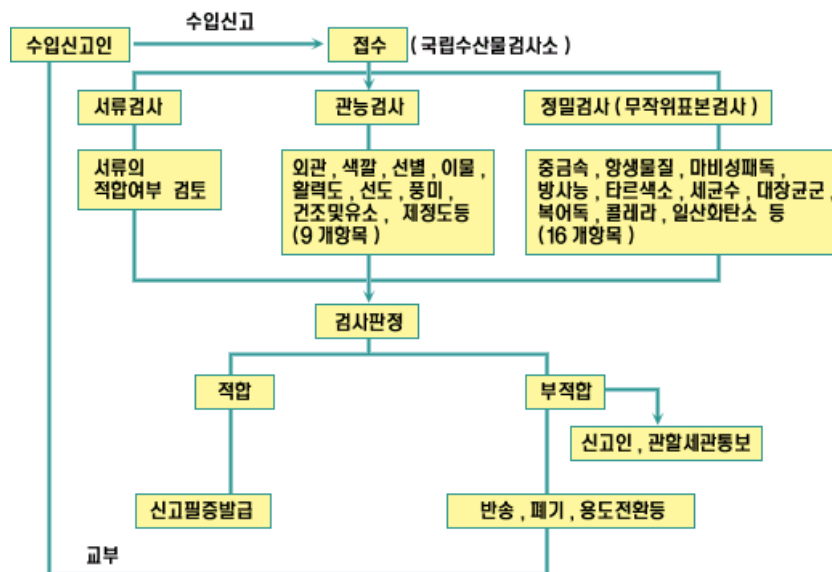 수입신고
수입신고인
접수 (국립수산물검사소)
서류검사
관능검사
정밀검사 (무작위표본검사)
서류의
적합여부 검토
외관, 색깔, 선별, 이물,
활력도, 선도, 풍미,
건조및유소, 제정도등
(9개항목)
중금속, 항생물질, 마비성패독,
방사능, 타르색소, 세균수, 대장균군,
복어독, 콜레라, 일산화탄소 등
(16개항목)
검사판정
적합
부적합
신고인, 관할세관통보
신고필증발급
반송, 폐기, 용도전환등
교부